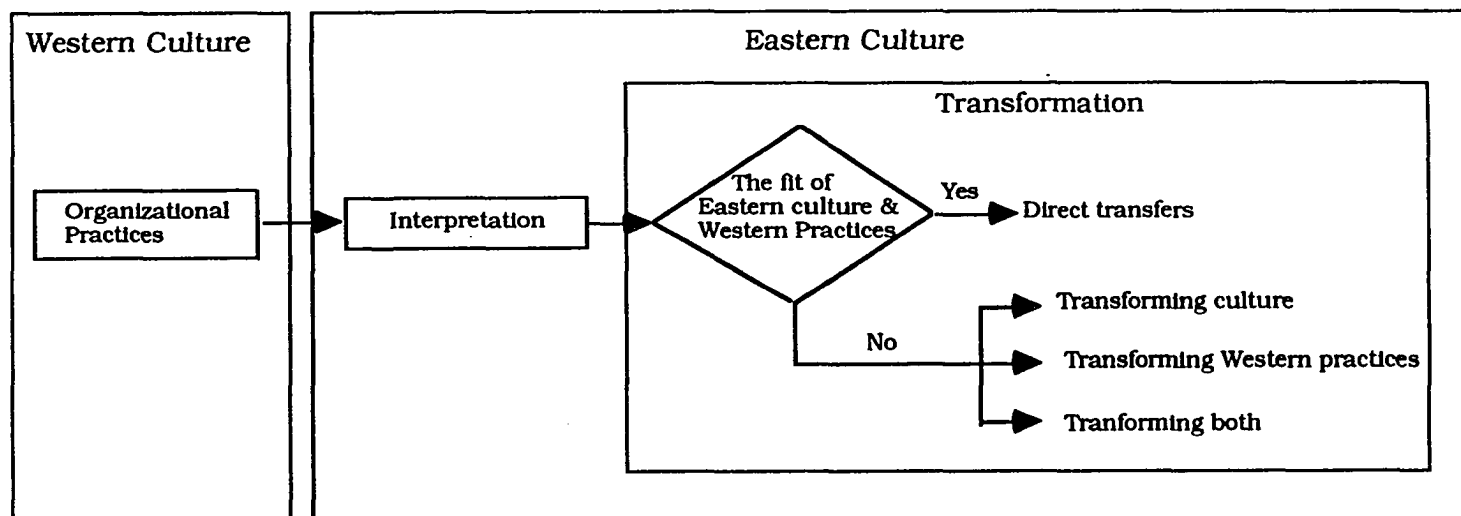 Western Culture
Eastern Culture
Transformation
Organizational
Practices
Interpretation
The fit of
Eastern culture &
Western Practices
Yes
Direct transfers
No
Transforming culture
Transforming Western practices
Tranforming both